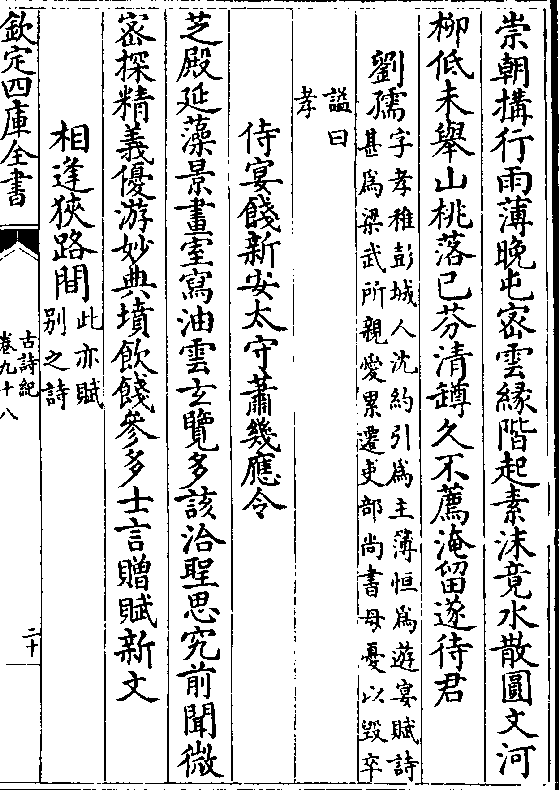 崇朝搆行雨薄晚屯密雲緣階起素沫竟水散圓文河
柳低未舉山桃落已芬清罇久不薦淹留遂待君
劉孺字孝稚彭城人沈約引爲主簿恒爲遊宴賦詩
甚爲梁武所親愛累遷吏部尚書母憂以毀卒
諡曰
孝
侍宴餞新安太守蕭幾應令
芝殿延藻景畫室寫油雲玄覽多該洽聖思究前聞微
密探精義優游妙典墳飲餞參多士言贈賦新文
相逢狹路間此亦賦
别之詩
欽定四庫全書
古詩紀
卷九十八
二十